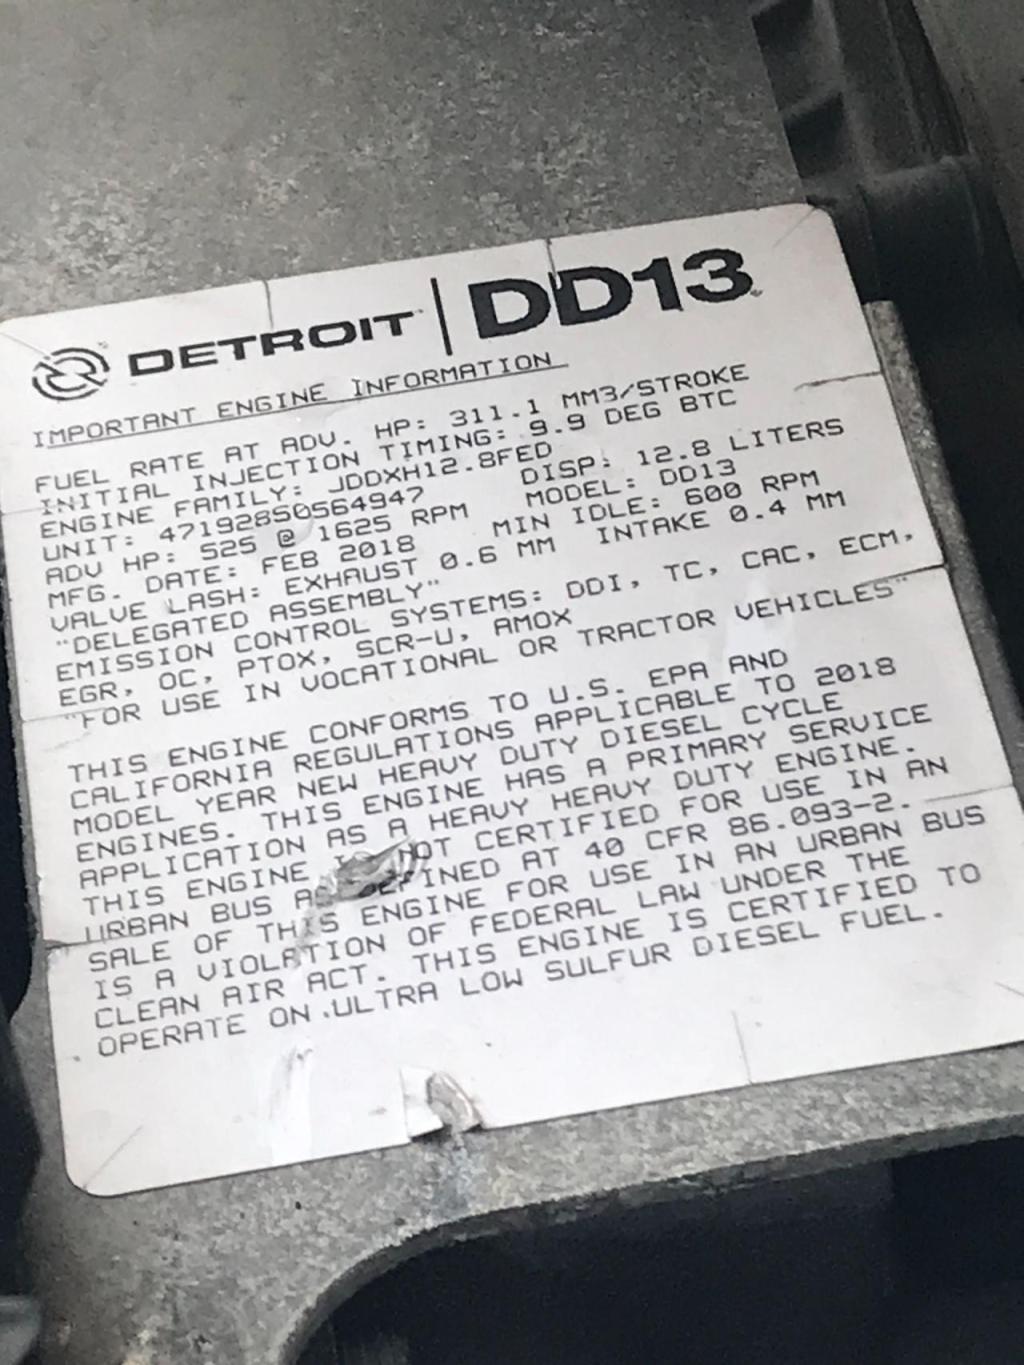 DETROIT | DD13
IMPORTANT ENGINE INFORMATION
FUEL RATE AT ADV. HP: 311.1 MM3/STROKE
INITIAL INJECTION TIMING: 9.9 DEG BTC
ENGINE FAMILY: JDDXH12.8FED DISP: 12.8 LITERS
UNIT: 471928S0564947 MODEL: DD13
ADV HP: 525 @ 1625 RPM MIN IDLE: 600 RPM
MFG. DATE: FEB 2018
VALVE LASH: EXHAUST 0.6 MM INTAKE 0.4 MM
"DELEGATED ASSEMBLY"
EMISSION CONTROL SYSTEMS: DDI, TC, CAC, ECM,
EGR, OC, PTOX, SCR-U, AMOX
"FOR USE IN VOCATIONAL OR TRACTOR VEHICLES"
THIS ENGINE CONFORMS TO U.S. EPA AND
CALIFORNIA REGULATIONS APPLICABLE TO 2018
MODEL YEAR NEW HEAVY DUTY DIESEL CYCLE
ENGINES. THIS ENGINE HAS A PRIMARY SERVICE
APPLICATION AS A HEAVY HEAVY DUTY ENGINE.
THIS ENGINE IS NOT CERTIFIED FOR USE IN AN
URBAN BUS AS DEFINED AT 40 CFR 86.093-2.
SALE OF THIS ENGINE FOR USE IN AN URBAN BUS
IS A VIOLATION OF FEDERAL LAW UNDER THE
CLEAN AIR ACT. THIS ENGINE IS CERTIFIED TO
OPERATE ON ULTRA LOW SULFUR DIESEL FUEL.